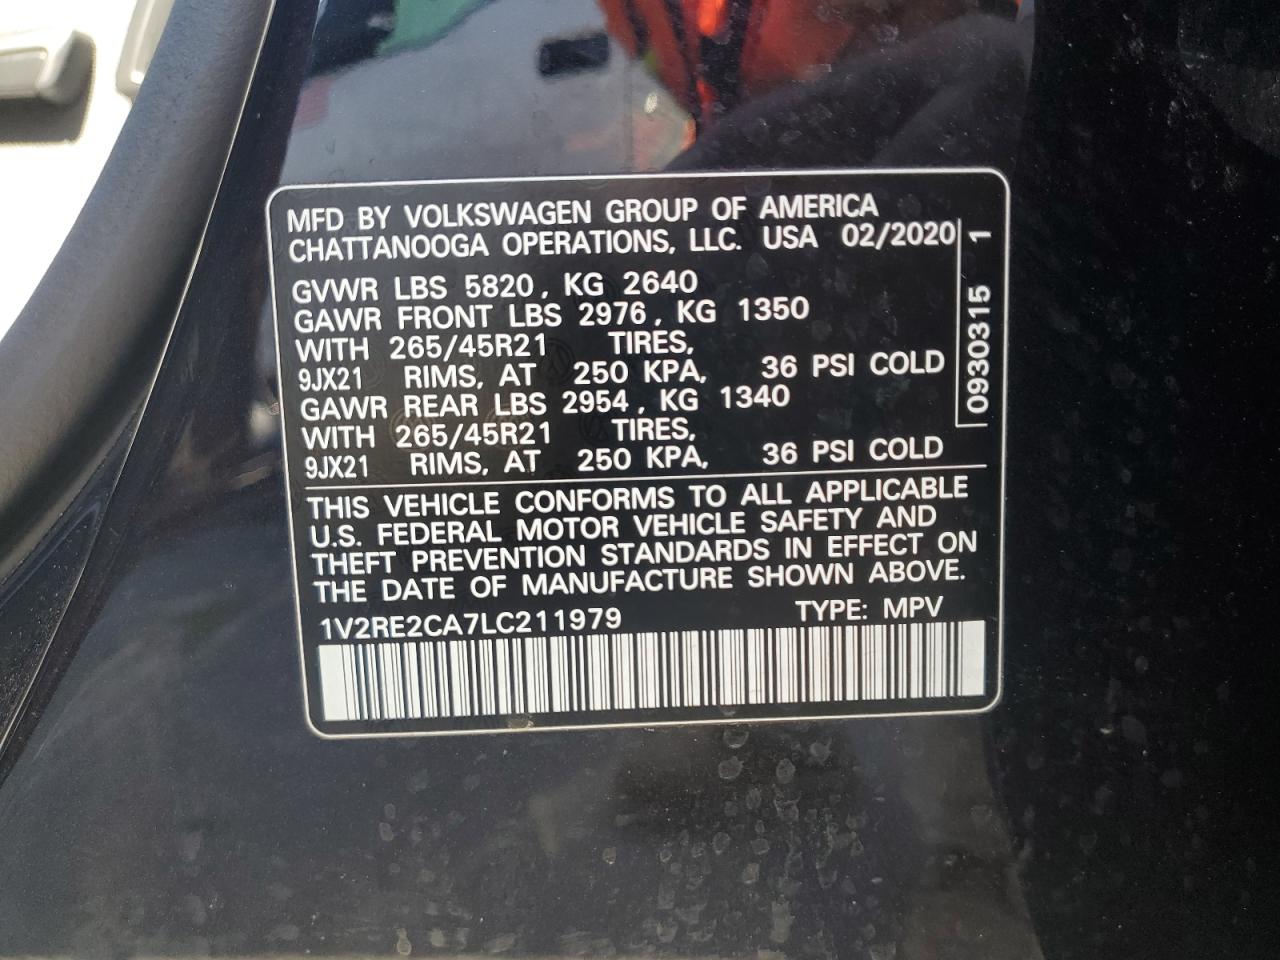 MFD BY VOLKSWAGEN GROUP OF AMERICA
CHATTANOOGA OPERATIONS, LLC. USA 02/2020
GVWR LBS 5820, KG 2640
GAWR FRONT LBS 2976, KG 1350
WITH 265/45R21 TIRES,
9JX21 RIMS, AT 250 KPA, 36 PSI COLD
GAWR REAR LBS 2954, KG 1340
WITH 265/45R21 TIRES,
9JX21 RIMS, AT 250 KPA, 36 PSI COLD
THIS VEHICLE CONFORMS TO ALL APPLICABLE
U.S. FEDERAL MOTOR VEHICLE SAFETY AND
THEFT PREVENTION STANDARDS IN EFFECT ON
THE DATE OF MANUFACTURE SHOWN ABOVE.
1V2RE2CA7LC211979 TYPE: MPV
0930315 1